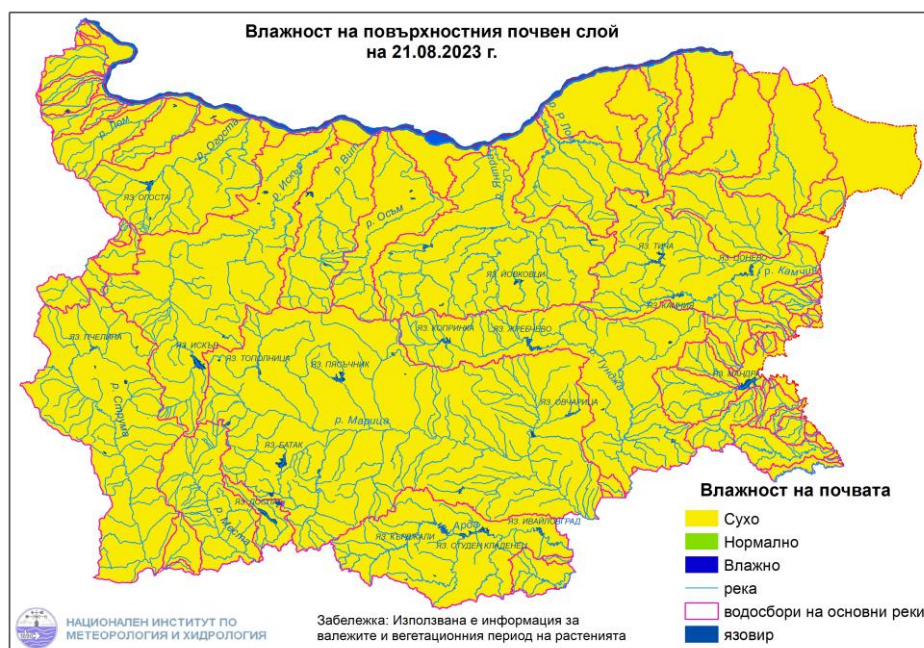 Влажност на повърхностния почвен слой
на 21.08.2023 г.
р. Лом
р. Огоста
р. Искър
р. Вит
р. Осъм
р. Янтра
р. Лом
ЯЗ. ОГОСТА
ЯЗ. ТИЧА
ЯЗ. ЦОНЕВО
р. Камчия
ЯЗ. ЙОВКОВЦИ
ЯЗ. КАМЧИЯ
ЯЗ. ПЧЕЛИНА
ЯЗ. ИСКЪР
ЯЗ. ТОПОЛНИЦА
ЯЗ. ПЯСЪЧНИК
ЯЗ. КОПРИНКА
ЯЗ. ЖРЕБЧЕВО
р. Тунджа
ЯЗ. МАНДРА
р. Струма
р. Марица
ЯЗ. ОВЧАРИЦА
ЯЗ. БАТАК
ЯЗ. ДОСПАТ
р. Места
ЯЗ. КЪРДЖАЛИ
ЯЗ. СТУДЕН КЛАДЕНЕЦ
ЯЗ. ИВАЙЛОВГРАД
Влажност на почвата
Сухо
Нормално
Влажно
река
водосбори на основни реки
язовир
НАЦИОНАЛЕН ИНСТИТУТ ПО
МЕТЕОРОЛОГИЯ И ХИДРОЛОГИЯ
Забележка: Използвана е информация за
валежите и вегетационния период на растенията